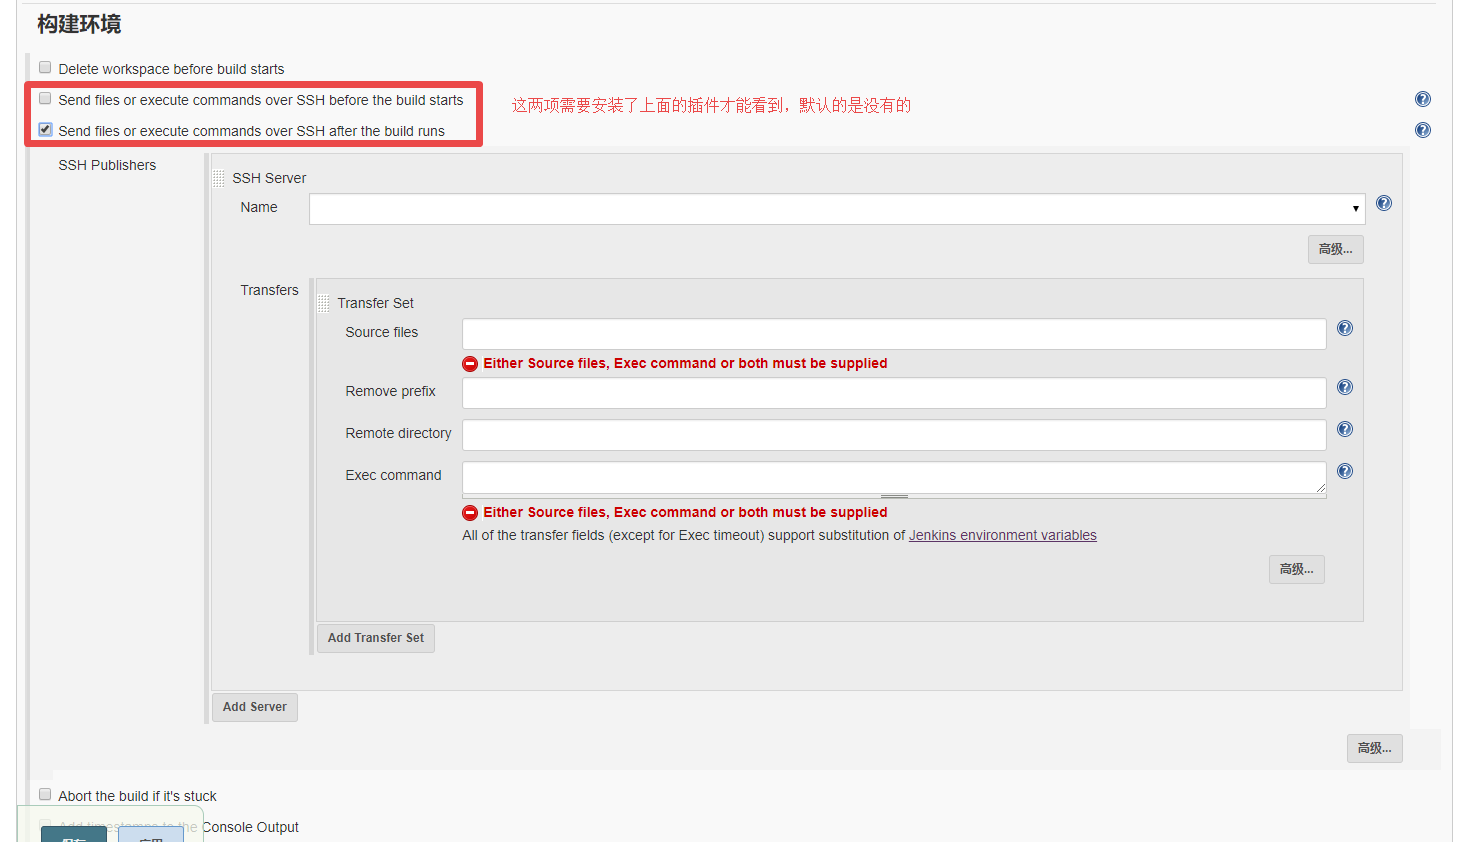 构建环境
Delete workspace before build starts
Send files or execute commands over SSH before the build starts
这两项需要安装了上面的插件才能看到，默认的是没有的
Send files or execute commands over SSH after the build runs
SSH Publishers
SSH Server
Name
高级...
Transfers
Transfer Set
Source files
Either Source files, Exec command or both must be supplied
Remove prefix
Remote directory
Exec command
Either Source files, Exec command or both must be supplied
All of the transfer fields (except for Exec timeout) support substitution of Jenkins environment variables
高级...
Add Transfer Set
Add Server
高级...
Abort the build if it's stuck
Add timestamps to the Console Output